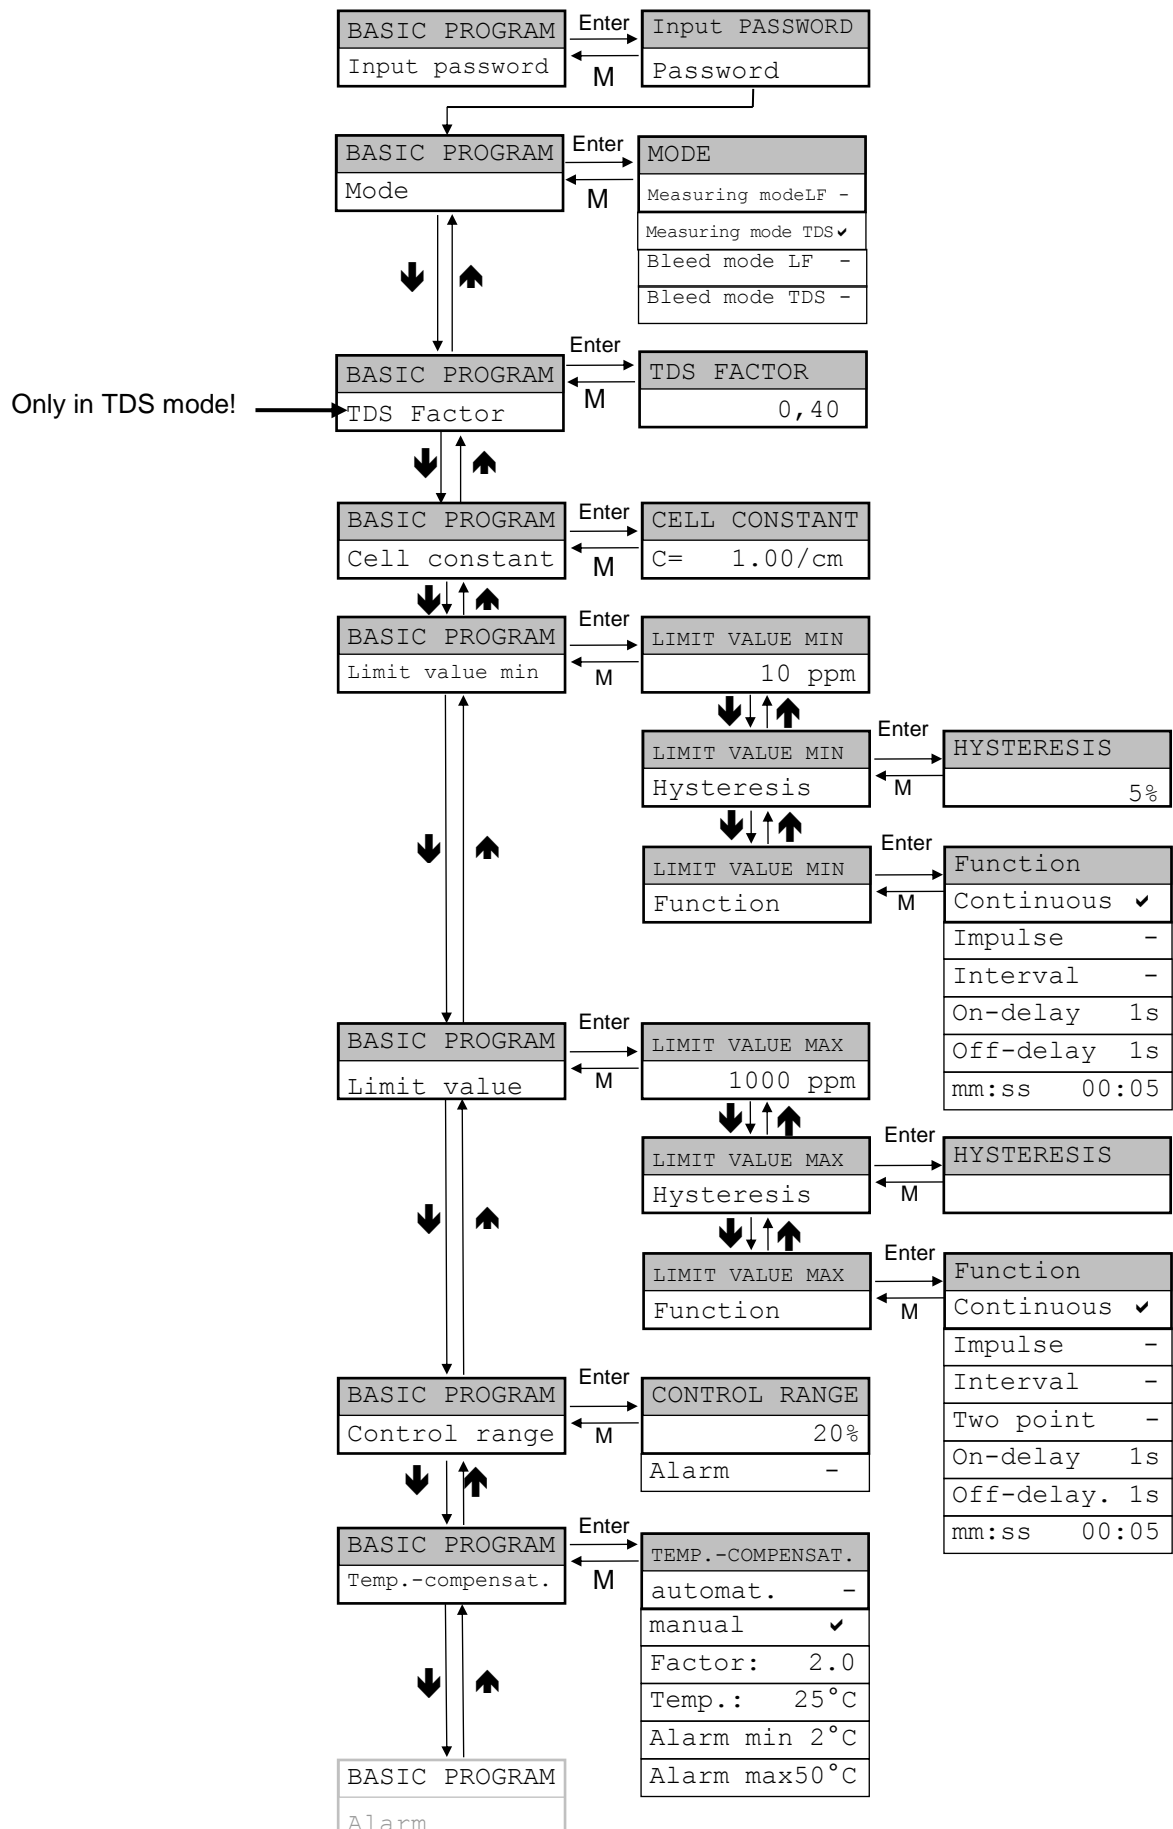 BASIC PROGRAM
Input password
Enter
M
Input PASSWORD
Password
BASIC PROGRAM
Mode
Enter
M
MODE
Measuring modeLF -
Measuring mode TDS✔
Bleed mode LF -
Bleed mode TDS -
Only in TDS mode!
BASIC PROGRAM
TDS Factor
Enter
M
TDS FACTOR
0,40
BASIC PROGRAM
Cell constant
Enter
M
CELL CONSTANT
C= 1.00/cm
BASIC PROGRAM
Limit value min
Enter
M
LIMIT VALUE MIN
10 ppm
LIMIT VALUE MIN
Hysteresis
Enter
M
HYSTERESIS
5%
LIMIT VALUE MIN
Function
Enter
M
Function
Continuous ✔
Impulse -
Interval -
On-delay 1s
Off-delay 1s
mm:ss 00:05
BASIC PROGRAM
Limit value
Enter
M
LIMIT VALUE MAX
1000 ppm
LIMIT VALUE MAX
Hysteresis
Enter
M
HYSTERESIS
LIMIT VALUE MAX
Function
Enter
M
Function
Continuous ✔
Impulse -
Interval -
Two point -
On-delay 1s
Off-delay. 1s
mm:ss 00:05
BASIC PROGRAM
Control range
Enter
M
CONTROL RANGE
20%
Alarm -
BASIC PROGRAM
Temp.-compensat.
Enter
M
TEMP.-COMPENSAT.
automat. -
manual ✔
Factor: 2.0
Temp.: 25°C
Alarm min 2°C
Alarm max50°C
BASIC PROGRAM
Alarm